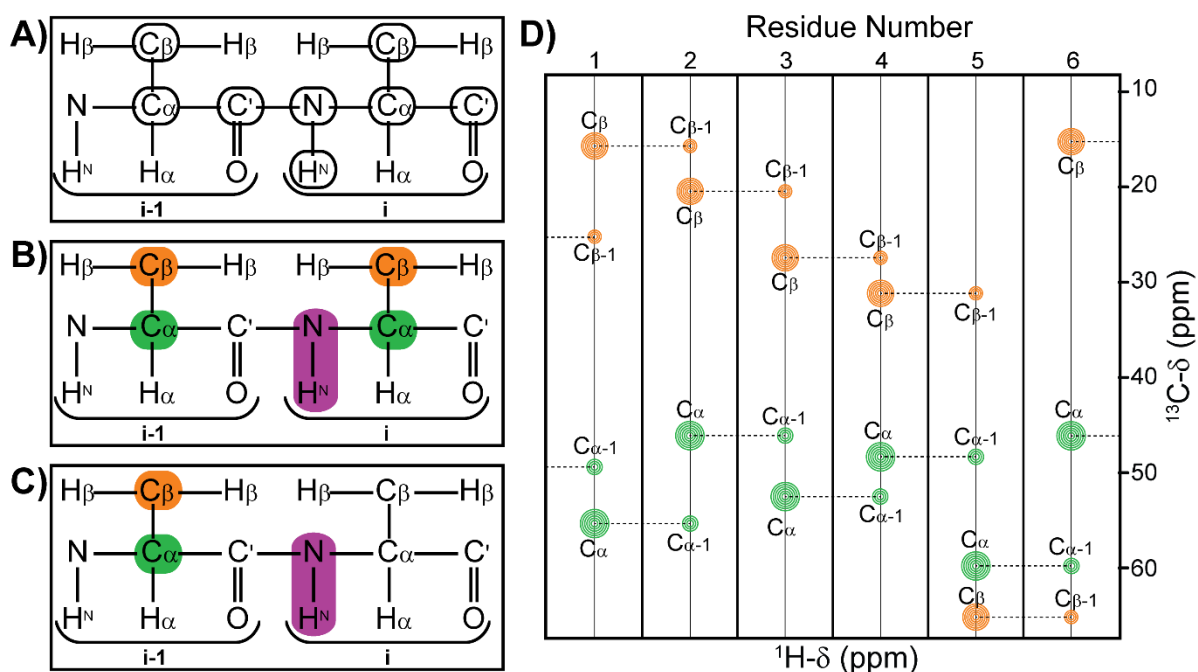 A)
Hβ Cβ Hβ Hβ Cβ Hβ
N Cα C' N Cα C'
Hᴺ Hα O Hᴺ Hα O
i-1 i
B)
Hβ Cβ Hβ Hβ Cβ Hβ
N Cα C' N Cα C'
Hᴺ Hα O Hᴺ Hα O
i-1 i
C)
Hβ Cβ Hβ Hβ Cβ Hβ
N Cα C' N Cα C'
Hᴺ Hα O Hᴺ Hα O
i-1 i
D)
Residue Number
1 2 3 4 5 6
10
Cβ Cβ-1
Cβ-1 Cβ
20
Cβ
Cβ-1 Cβ-1
Cβ
30
Cβ Cβ-1
40
¹³C-δ (ppm)
Cα Cα-1 Cα Cα-1 Cα
Cα-1
50
Cα Cα-1 Cα Cα-1
Cα Cα-1
60
Cβ Cβ-1
¹H-δ (ppm)